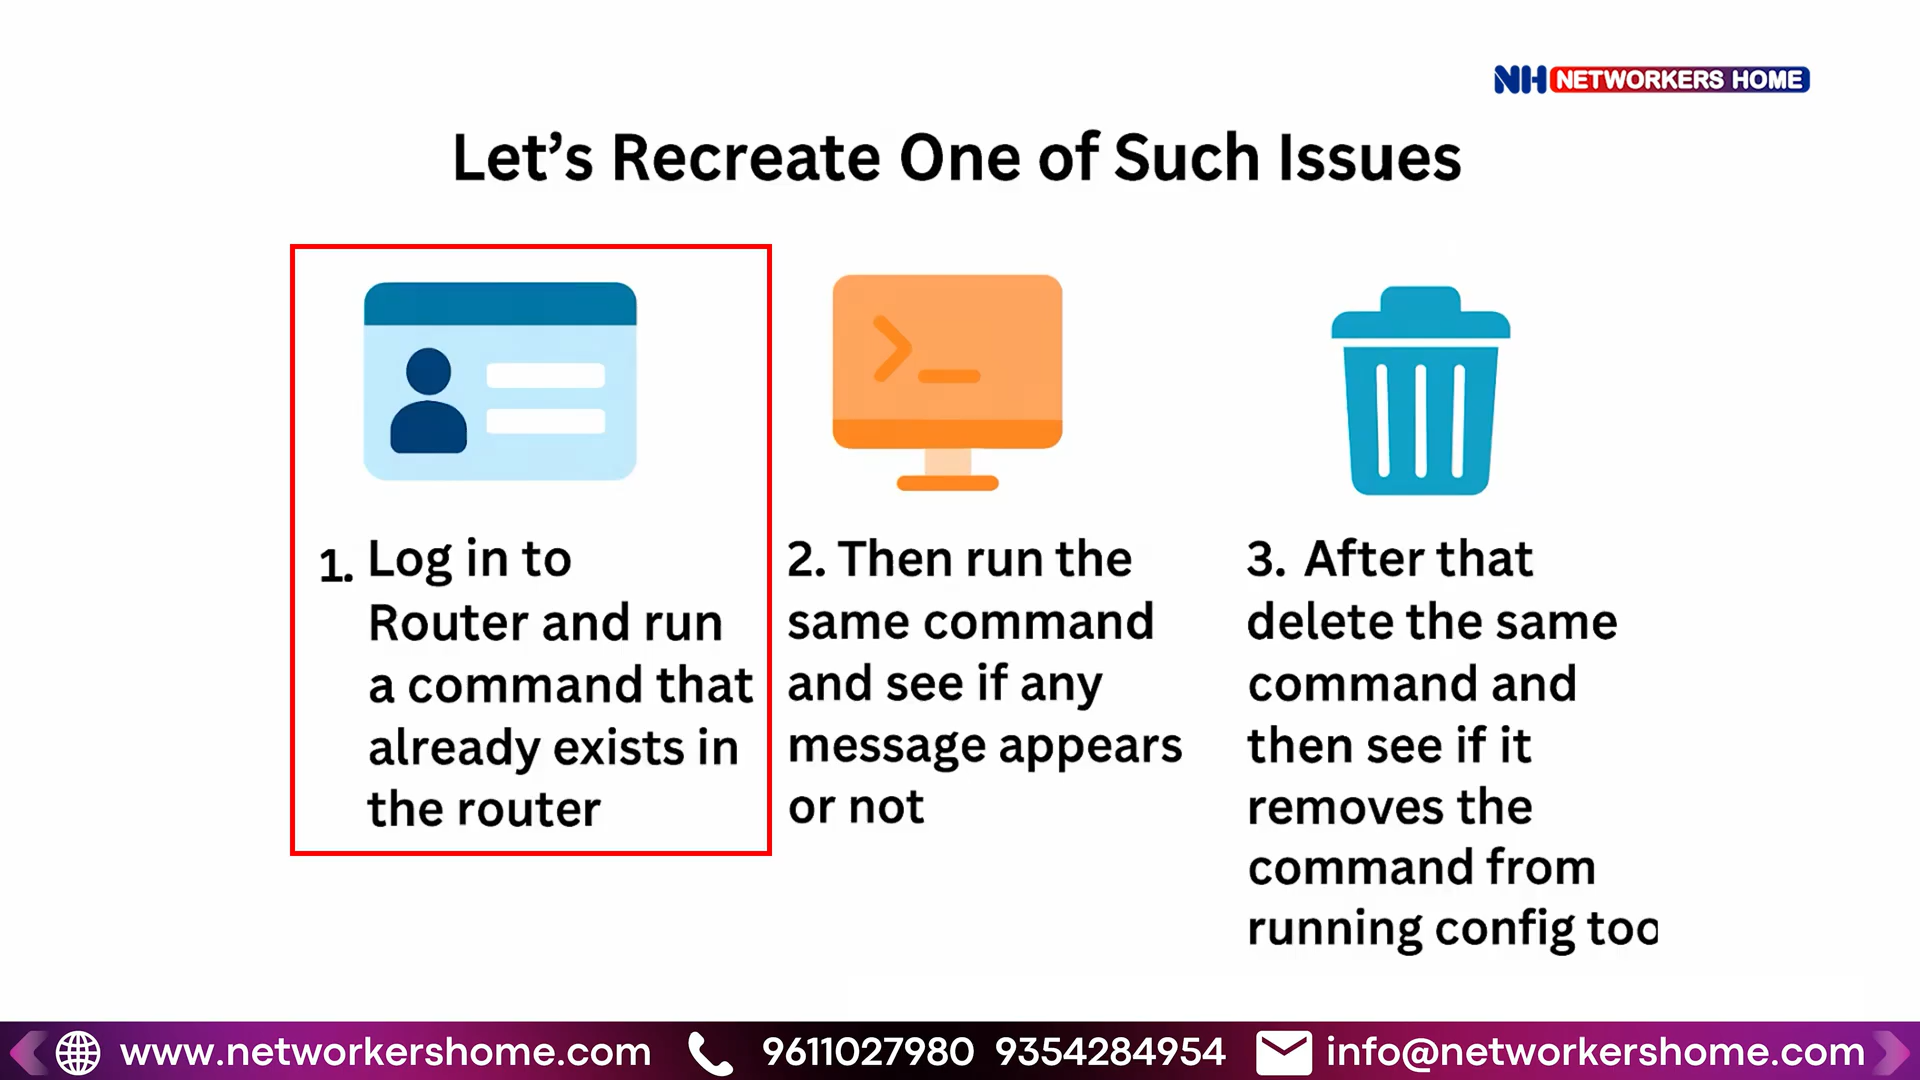 NH NETWORKERS HOME
Let's Recreate One of Such Issues
1. Log in to
Router and run
a command that
already exists in
the router
2. Then run the
same command
and see if any
message appears
or not
3. After that
delete the same
command and
then see if it
removes the
command from
running config too
www.networkershome.com 9611027980 9354284954 info@networkershome.com